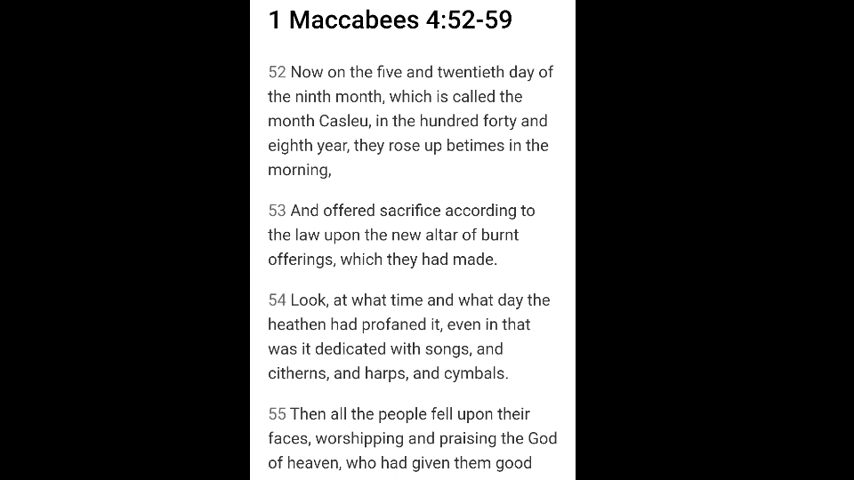 1 Maccabees 4:52-59
52 Now on the five and twentieth day of
the ninth month, which is called the
month Casleu, in the hundred forty and
eighth year, they rose up betimes in the
morning,
53 And offered sacrifice according to
the law upon the new altar of burnt
offerings, which they had made.
54 Look, at what time and what day the
heathen had profaned it, even in that
was it dedicated with songs, and
citherns, and harps, and cymbals.
55 Then all the people fell upon their
faces, worshipping and praising the God
of heaven, who had given them good